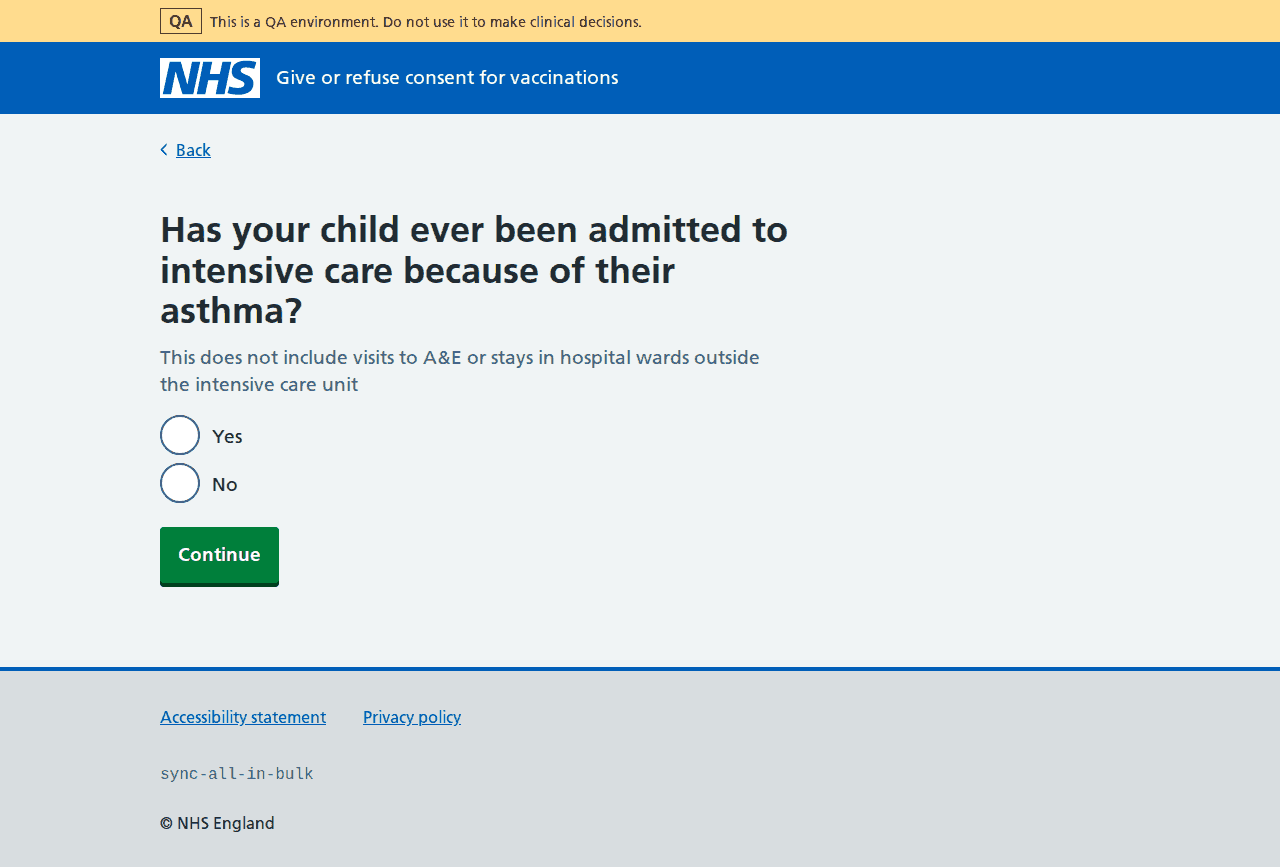 QA This is a QA environment. Do not use it to make clinical decisions.
NHS Give or refuse consent for vaccinations
Back
Has your child ever been admitted to
intensive care because of their
asthma?
This does not include visits to A&E or stays in hospital wards outside
the intensive care unit
Yes
No
Continue
Accessibility statement Privacy policy
sync-all-in-bulk
© NHS England